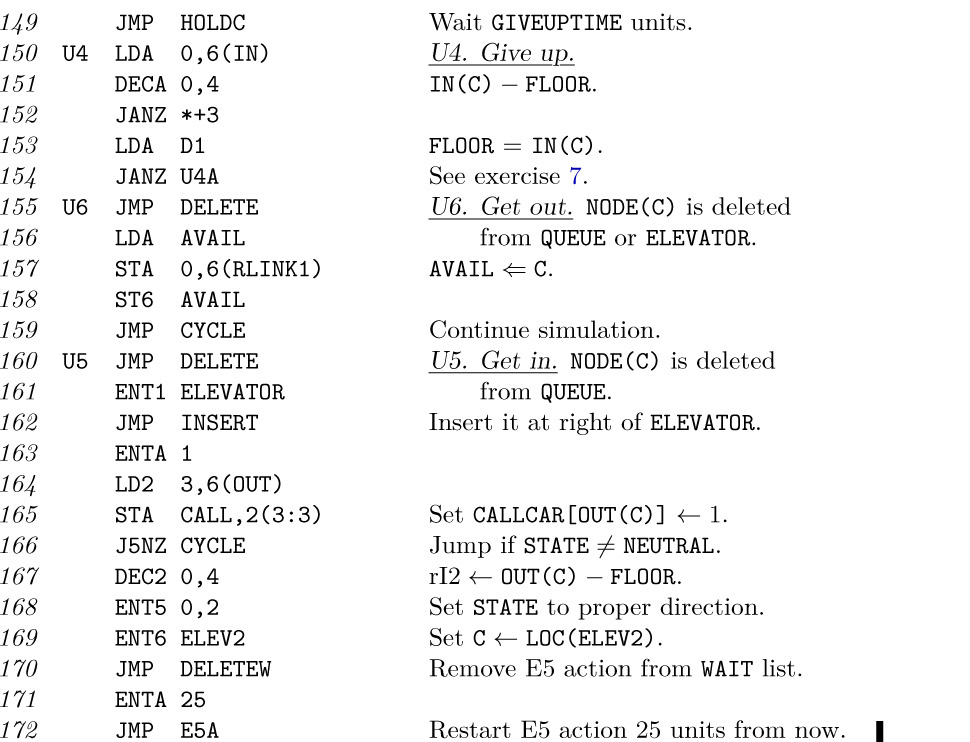 149 JMP HOLDC Wait GIVEUPTIME units.
150 U4 LDA 0,6(IN) U4. Give up.
151 DECA 0,4 IN(C) − FLOOR.
152 JANZ *+3
153 LDA D1 FLOOR = IN(C).
154 JANZ U4A See exercise 7.
155 U6 JMP DELETE U6. Get out. NODE(C) is deleted
156 LDA AVAIL from QUEUE or ELEVATOR.
157 STA 0,6(RLINK1) AVAIL ⇐ C.
158 ST6 AVAIL
159 JMP CYCLE Continue simulation.
160 U5 JMP DELETE U5. Get in. NODE(C) is deleted
161 ENT1 ELEVATOR from QUEUE.
162 JMP INSERT Insert it at right of ELEVATOR.
163 ENTA 1
164 LD2 3,6(OUT)
165 STA CALL,2(3:3) Set CALLCAR[OUT(C)] ← 1.
166 J5NZ CYCLE Jump if STATE ≠ NEUTRAL.
167 DEC2 0,4 rI2 ← OUT(C) − FLOOR.
168 ENT5 0,2 Set STATE to proper direction.
169 ENT6 ELEV2 Set C ← LOC(ELEV2).
170 JMP DELETEW Remove E5 action from WAIT list.
171 ENTA 25
172 JMP E5A Restart E5 action 25 units from now.